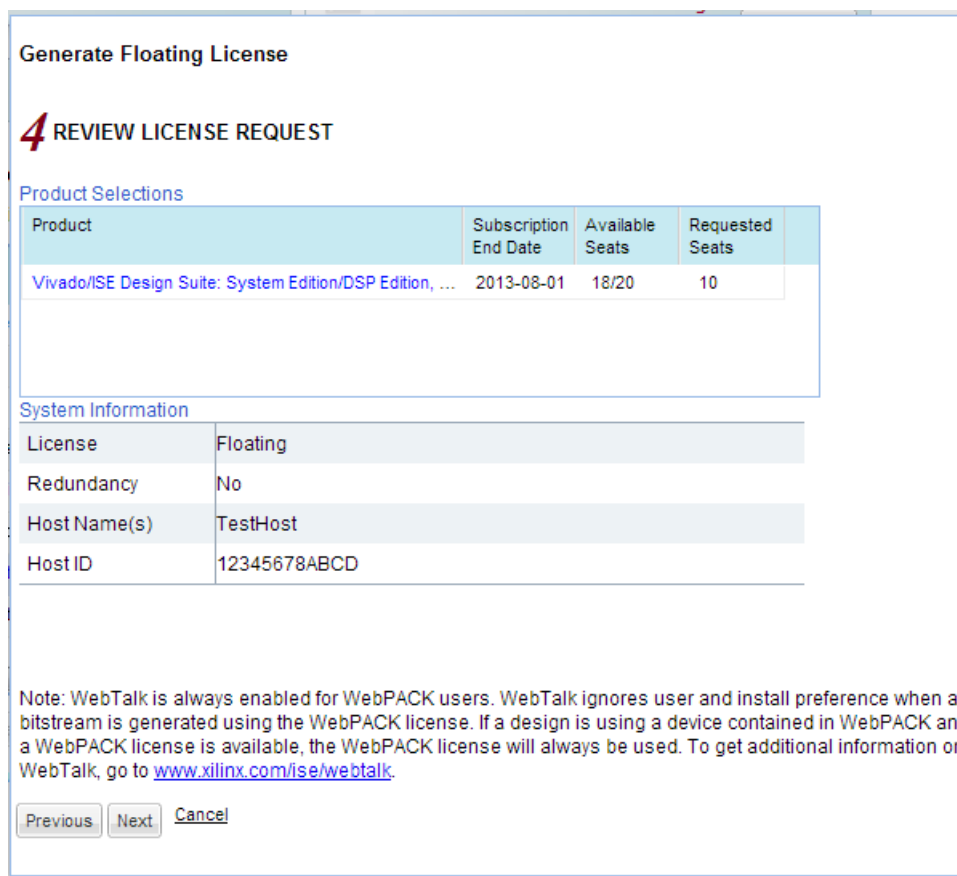 Generate Floating License
4 REVIEW LICENSE REQUEST
Product Selections
Product Subscription End Date Available Seats Requested Seats
Vivado/ISE Design Suite: System Edition/DSP Edition, ... 2013-08-01 18/20 10
System Information
License Floating
Redundancy No
Host Name(s) TestHost
Host ID 12345678ABCD
Note: WebTalk is always enabled for WebPACK users. WebTalk ignores user and install preference when a
bitstream is generated using the WebPACK license. If a design is using a device contained in WebPACK an
a WebPACK license is available, the WebPACK license will always be used. To get additional information or
WebTalk, go to www.xilinx.com/ise/webtalk.
Previous Next Cancel